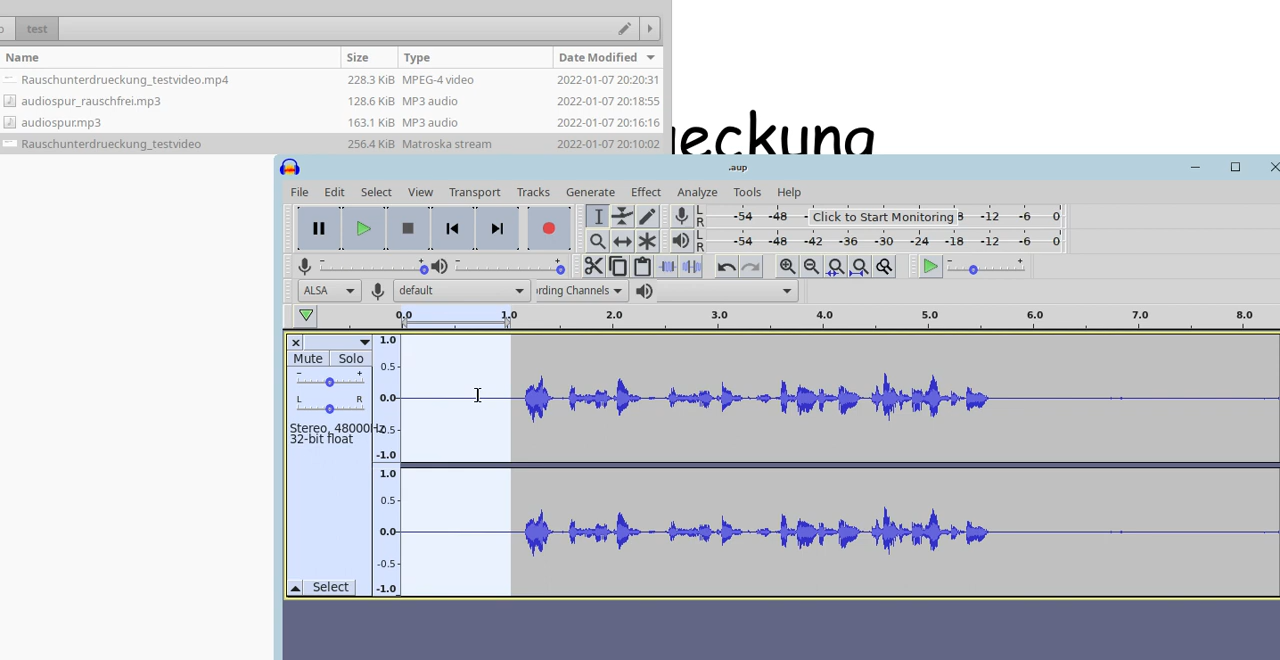 test
Name Size Type Date Modified
Rauschunterdrueckung_testvideo.mp4 228.3 KiB MPEG-4 video 2022-01-07 20:20:31
audiospur_rauschfrei.mp3 128.6 KiB MP3 audio 2022-01-07 20:18:55
audiospur.mp3 163.1 KiB MP3 audio 2022-01-07 20:16:16
Rauschunterdrueckung_testvideo 256.4 KiB Matroska stream 2022-01-07 20:10:02
ueckung
.aup
File Edit Select View Transport Tracks Generate Effect Analyze Tools Help
L R -54 -48 Click to Start Monitoring 8 -12 -6 0
L R -54 -48 -42 -36 -30 -24 -18 -12 -6 0
- + - +
- +
ALSA default rding Channels
0.0 1.0 2.0 3.0 4.0 5.0 6.0 7.0 8.0
Mute Solo
- +
L R
Stereo, 48000Hz
32-bit float
Select
1.0
0.5
0.0
0.5
-1.0
1.0
0.5
0.0
-0.5
-1.0